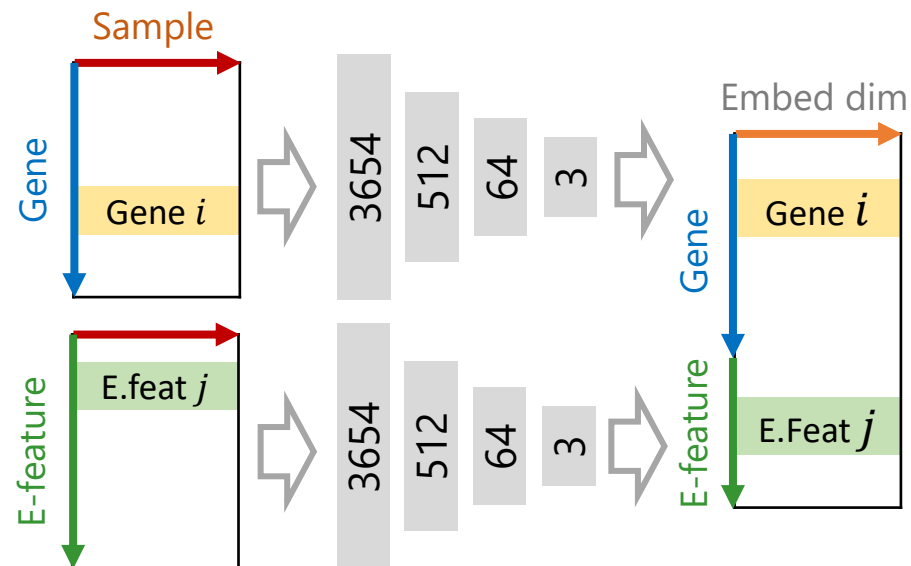 Sample
Gene
Gene i
3654
512
64
3
Embed dim
Gene
Gene i
E-feature
E.feat j
3654
512
64
3
E-feature
E.Feat j